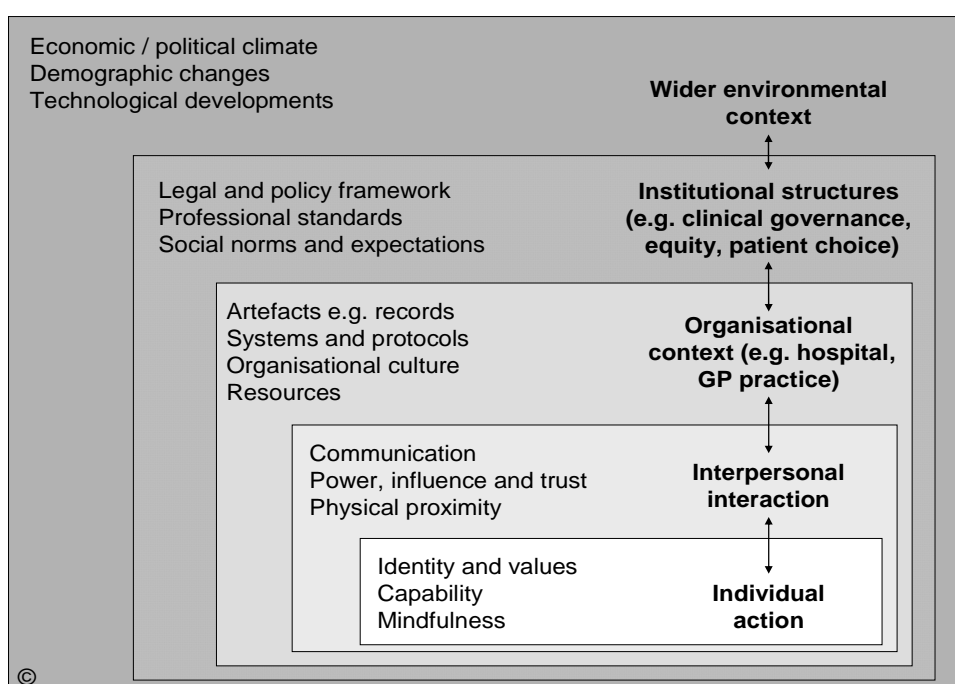 Economic / political climate
Demographic changes
Technological developments
Wider environmental
context
Legal and policy framework
Professional standards
Social norms and expectations
Institutional structures
(e.g. clinical governance,
equity, patient choice)
Artefacts e.g. records
Systems and protocols
Organisational culture
Resources
Organisational
context (e.g. hospital,
GP practice)
Communication
Power, influence and trust
Physical proximity
Interpersonal
interaction
Identity and values
Capability
Mindfulness
Individual
action
©